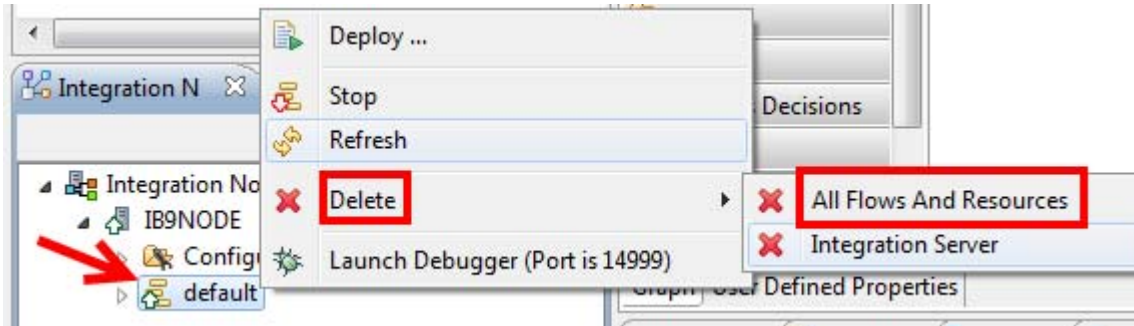 Deploy ...
Integration N
Stop
Decisions
Refresh
Integration No
Delete
All Flows And Resources
IB9NODE
Integration Server
Configu
Launch Debugger (Port is 14999)
default
Graph User Defined Properties